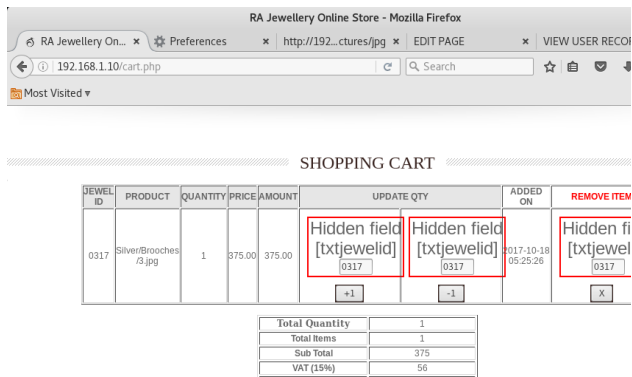 RA Jewellery Online Store - Mozilla Firefox
RA Jewellery On... × Preferences × http://192...ctures/jpg × EDIT PAGE × VIEW USER RECOR
192.168.1.10/cart.php Search
Most Visited
SHOPPING CART
JEWEL ID PRODUCT QUANTITY PRICE AMOUNT UPDATE QTY ADDED ON REMOVE ITEM
Hidden field Hidden field Hidden fi
[txtjewelid] [txtjewelid] [txtjewelid
0317 Silver/Brooches/3.jpg 1 375.00 375.00 0317 0317 2017-10-18 05:25:26 0317
+1 -1 X
Total Quantity 1
Total Items 1
Sub Total 375
VAT (15%) 56